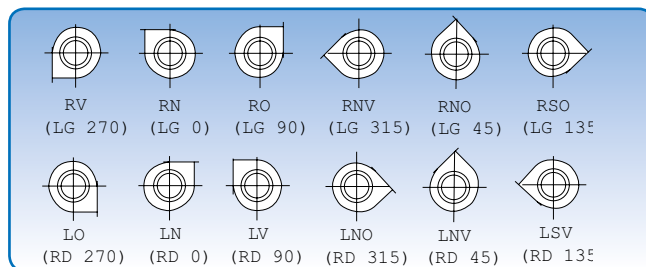 RV RN RO RNV RNO RSO
(LG 270) (LG 0) (LG 90) (LG 315) (LG 45) (LG 135
LO LN LV LNO LNV LSV
(RD 270) (RD 0) (RD 90) (RD 315) (RD 45) (RD 135